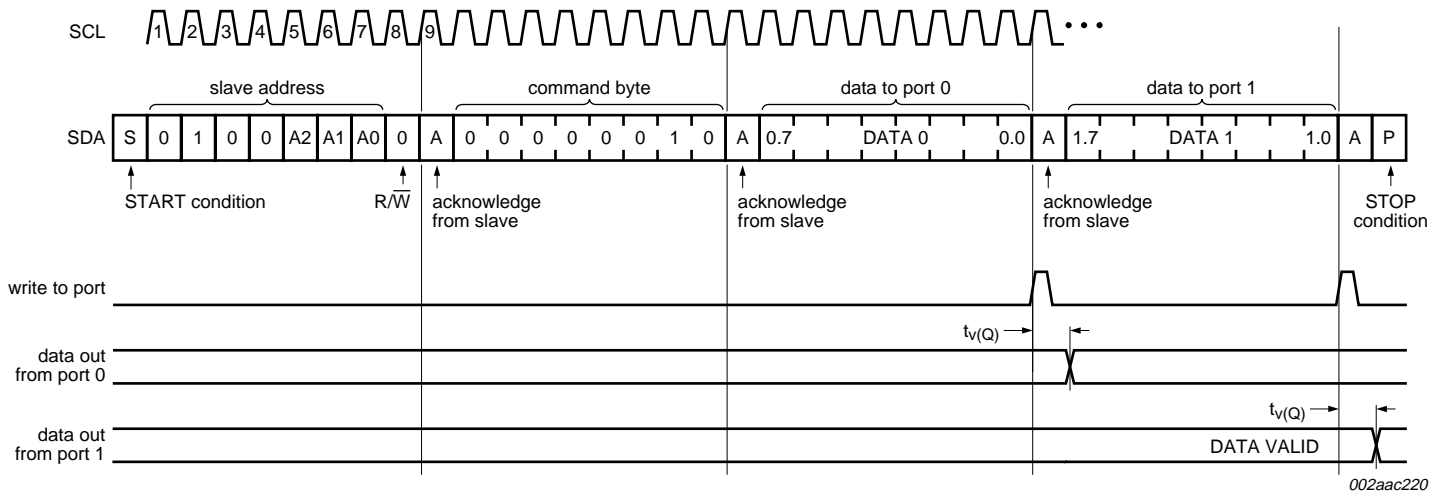 SCL 1 2 3 4 5 6 7 8 9 •••
slave address command byte data to port 0 data to port 1
SDA S 0 1 0 0 A2 A1 A0 0 A 0 0 0 0 0 0 1 0 A 0.7 DATA 0 0.0 A 1.7 DATA 1 1.0 A P
START condition R/W̅ acknowledge acknowledge acknowledge STOP
from slave from slave from slave condition
write to port
tv(Q)
data out
from port 0
tv(Q)
data out
from port 1 DATA VALID
002aac220